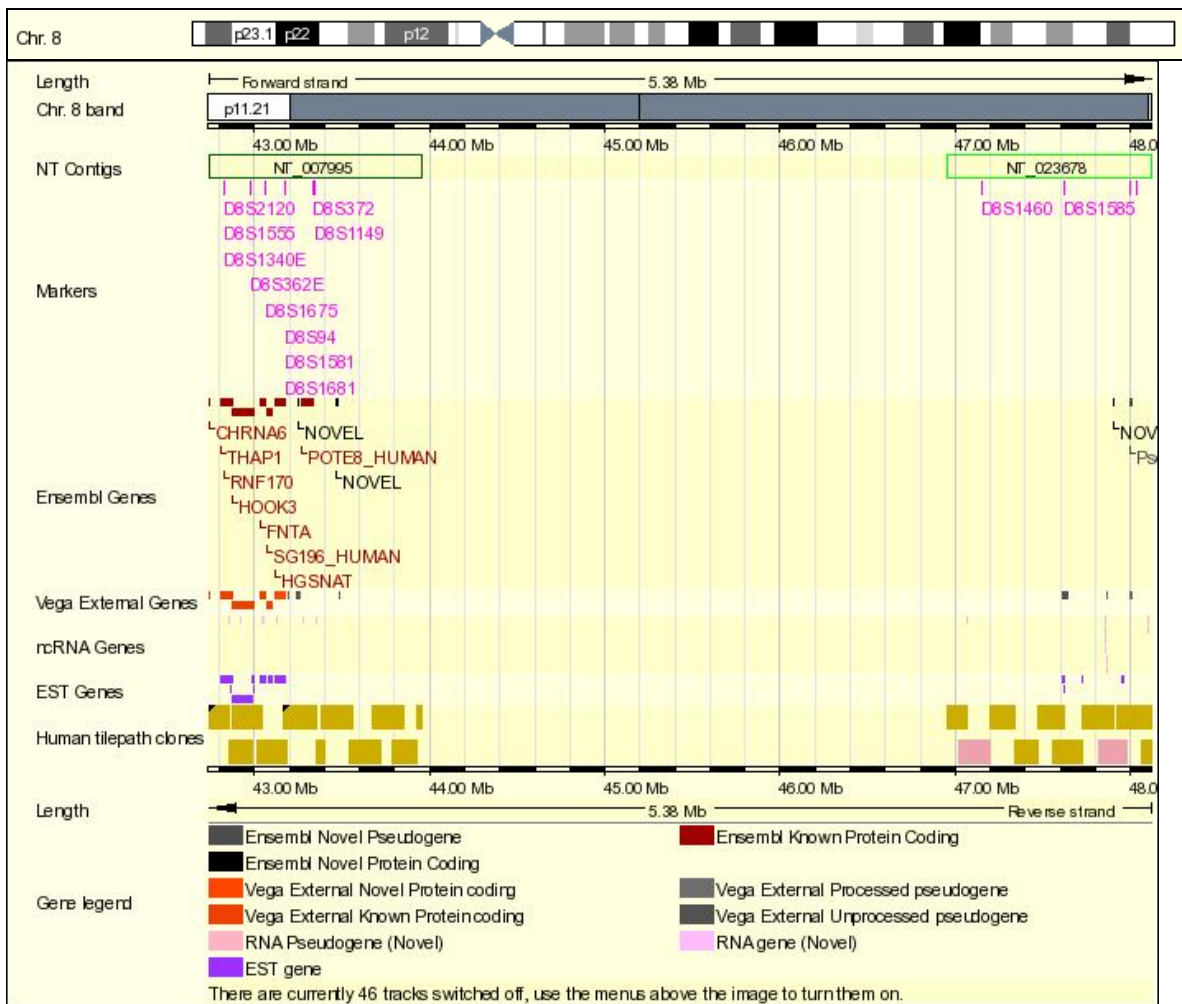 Chr. 8 p23.1 p22 p12
Length Forward strand 5.38 Mb
Chr. 8 band p11.21
43.00 Mb 44.00 Mb 45.00 Mb 46.00 Mb 47.00 Mb 48.0
NT Contigs NT_007995 NT_023678
D8S2120 D8S372 D8S1460 D8S1585
D8S1555 D8S1149
D8S1340E
D8S362E
Markers
D8S1675
D8S94
D8S1581
D8S1681
CHRNA6 NOVEL NOV
THAP1 POTE8_HUMAN Ps
RNF170 NOVEL
Ensembl Genes
HOOK3
FNTA
SG196_HUMAN
HGSNAT
Vega External Genes
ncRNA Genes
EST Genes
Human tilepath clones
43.00 Mb 44.00 Mb 45.00 Mb 46.00 Mb 47.00 Mb 48.0
Length 5.38 Mb Reverse strand
Ensembl Novel Pseudogene Ensembl Known Protein Coding
Ensembl Novel Protein Coding
Vega External Novel Protein coding Vega External Processed pseudogene
Gene legend
Vega External Known Protein coding Vega External Unprocessed pseudogene
RNA Pseudogene (Novel) RNA gene (Novel)
EST gene
There are currently 46 tracks switched off, use the menus above the image to turn them on.